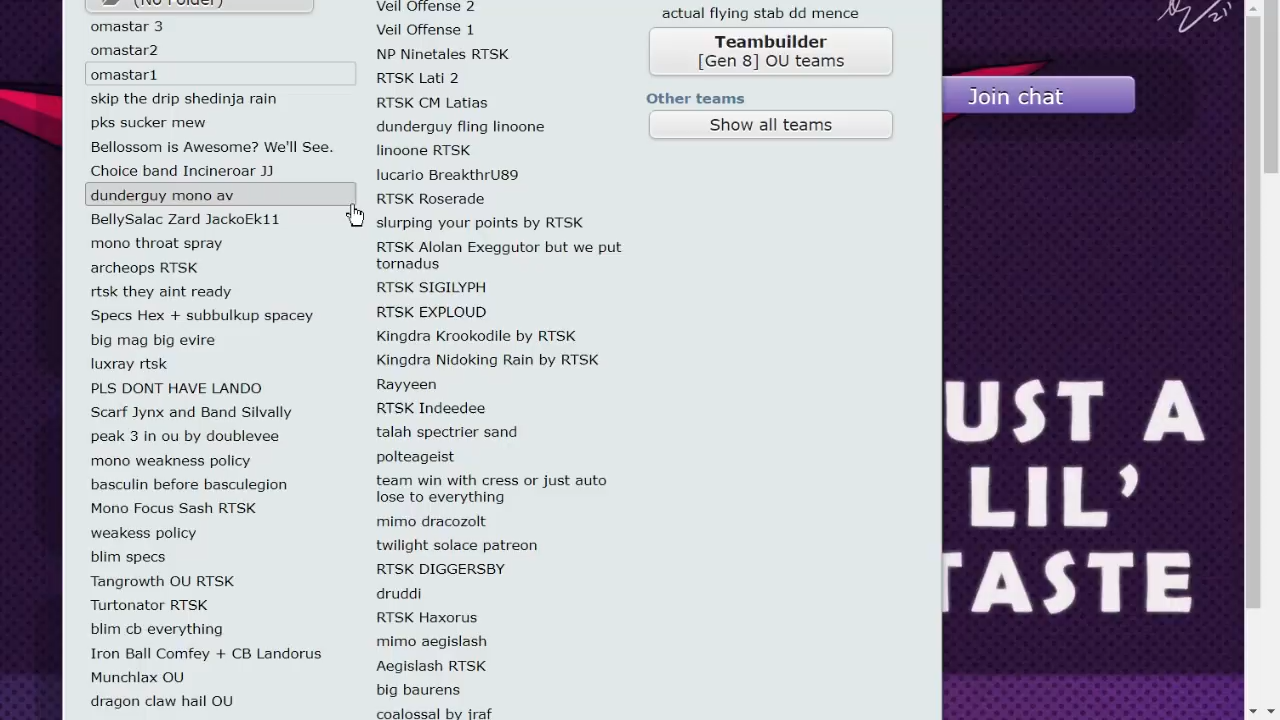 (No Folder)
omastar 3
omastar2
omastar1
skip the drip shedinja rain
pks sucker mew
Bellossom is Awesome? We'll See.
Choice band Incineroar JJ
dunderguy mono av
BellySalac Zard JackoEk11
mono throat spray
archeops RTSK
rtsk they aint ready
Specs Hex + subbulkup spacey
big mag big evire
luxray rtsk
PLS DONT HAVE LANDO
Scarf Jynx and Band Silvally
peak 3 in ou by doublevee
mono weakness policy
basculin before basculegion
Mono Focus Sash RTSK
weakess policy
blim specs
Tangrowth OU RTSK
Turtonator RTSK
blim cb everything
Iron Ball Comfey + CB Landorus
Munchlax OU
dragon claw hail OU
Veil Offense 2
Veil Offense 1
NP Ninetales RTSK
RTSK Lati 2
RTSK CM Latias
dunderguy fling linoone
linoone RTSK
lucario BreakthrU89
RTSK Roserade
slurping your points by RTSK
RTSK Alolan Exeggutor but we put
tornadus
RTSK SIGILYPH
RTSK EXPLOUD
Kingdra Krookodile by RTSK
Kingdra Nidoking Rain by RTSK
Rayyeen
RTSK Indeedee
talah spectrier sand
polteageist
team win with cress or just auto
lose to everything
mimo dracozolt
twilight solace patreon
RTSK DIGGERSBY
druddi
RTSK Haxorus
mimo aegislash
Aegislash RTSK
big baurens
coalossal by jraf
actual flying stab dd mence
Teambuilder
[Gen 8] OU teams
Other teams
Show all teams
Join chat
UST A
LIL'
TASTE